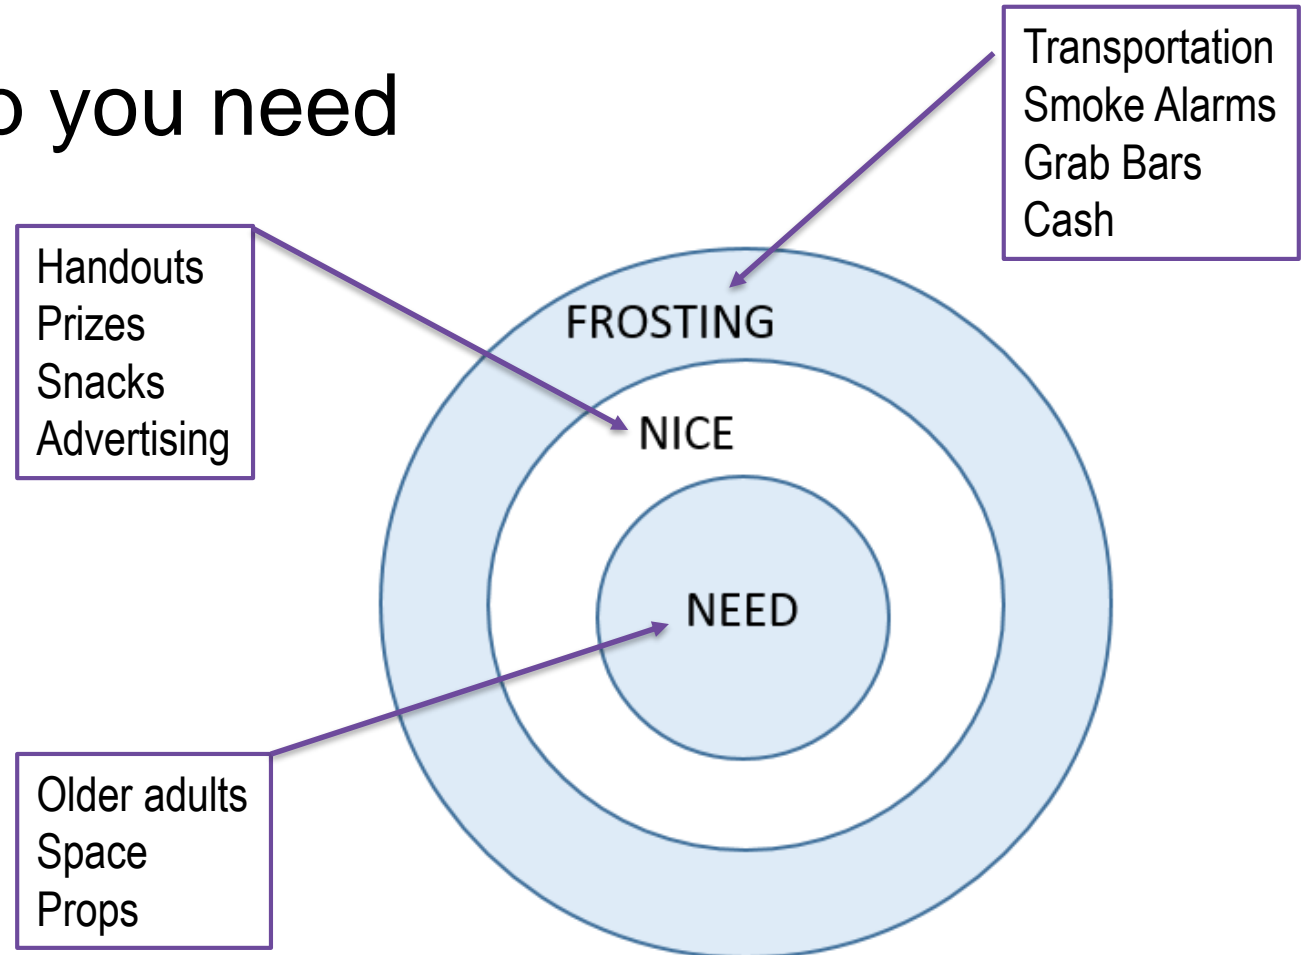 o you need
Transportation
Smoke Alarms
Grab Bars
Cash
Handouts
Prizes
Snacks
Advertising
FROSTING
NICE
NEED
Older adults
Space
Props